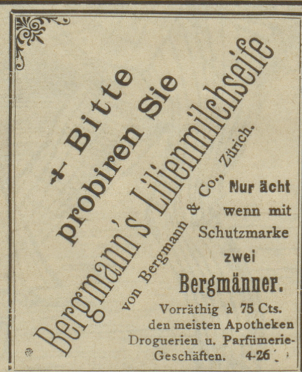 + Bitte
probiren Sie
Bergmann's Lilienmilchseife
von Bergmann & Co., Zürich.
Nur ächt
wenn mit
Schutzmarke
zwei
Bergmänner.
Vorräthig à 75 Cts.
den meisten Apotheken
Droguerien u. Parfümerie-
Geschäften. 4-26